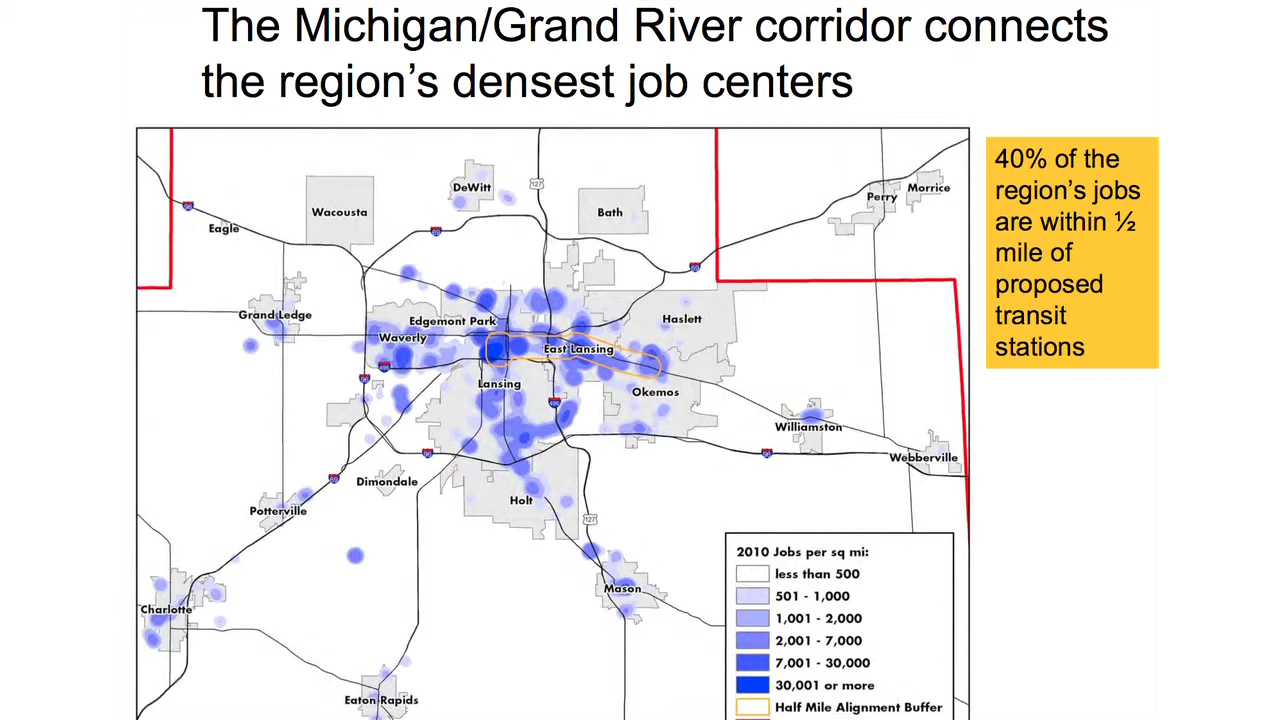 The Michigan/Grand River corridor connects
the region's densest job centers
40% of the
region's jobs
are within ½
mile of
proposed
transit
stations
DeWitt
127
Morrice
Perry
Wacousta
Bath
Eagle
Grand Ledge
Edgemont Park
Haslett
Waverly
East Lansing
Lansing
Okemos
Williamston
Webberville
Dimondale
Holt
Potterville
127
Mason
Charlotte
Eaton Rapids
2010 Jobs per sq mi:
less than 500
501 - 1,000
1,001 - 2,000
2,001 - 7,000
7,001 - 30,000
30,001 or more
Half Mile Alignment Buffer